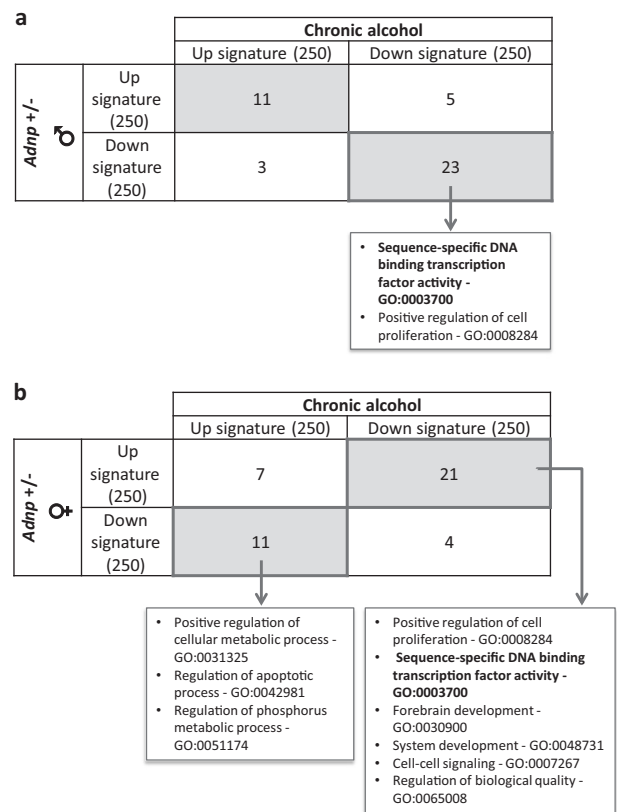 a
Chronic alcohol
Up signature (250) Down signature (250)
Adnp +/- ♂
Up
signature
(250)
11 5
Down
signature
(250)
3 23
• Sequence-specific DNA
binding transcription
factor activity -
GO:0003700
• Positive regulation of cell
proliferation - GO:0008284
b
Chronic alcohol
Up signature (250) Down signature (250)
Adnp +/- ♀
Up
signature
(250)
7 21
Down
signature
(250)
11 4
• Positive regulation of
cellular metabolic process -
GO:0031325
• Regulation of apoptotic
process - GO:0042981
• Regulation of phosphorus
metabolic process -
GO:0051174
• Positive regulation of cell
proliferation - GO:0008284
• Sequence-specific DNA binding
transcription factor activity -
GO:0003700
• Forebrain development -
GO:0030900
• System development - GO:0048731
• Cell-cell signaling - GO:0007267
• Regulation of biological quality -
GO:0065008